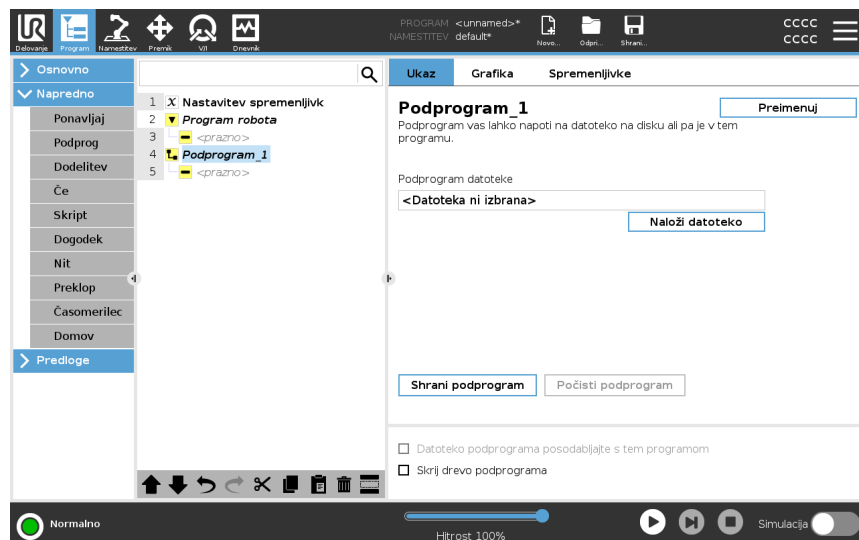 Delovanje
Program
Namestitev
Premik
V/I
Dnevnik
PROGRAM <unnamed>*
NAMESTITEV default*
Novo...
Odpri...
Shrani...
CCCC
CCCC
Osnovno
Napredno
Ponavljaj
Podprog
Dodelitev
Če
Skript
Dogodek
Nit
Preklop
Časomerilec
Domov
Predloge
1 X Nastavitev spremenljivk
2 Program robota
3 <prazno>
4 Podprogram_1
5 <prazno>
Ukaz Grafika Spremenljivke
Podprogram_1
Preimenuj
Podprogram vas lahko napoti na datoteko na disku ali pa je v tem
programu.
Podprogram datoteke
<Datoteka ni izbrana>
Naloži datoteko
Shrani podprogram
Počisti podprogram
Datoteko podprograma posodabljajte s tem programom
Skrij drevo podprograma
Normalno
Hitrost 100%
Simulacija